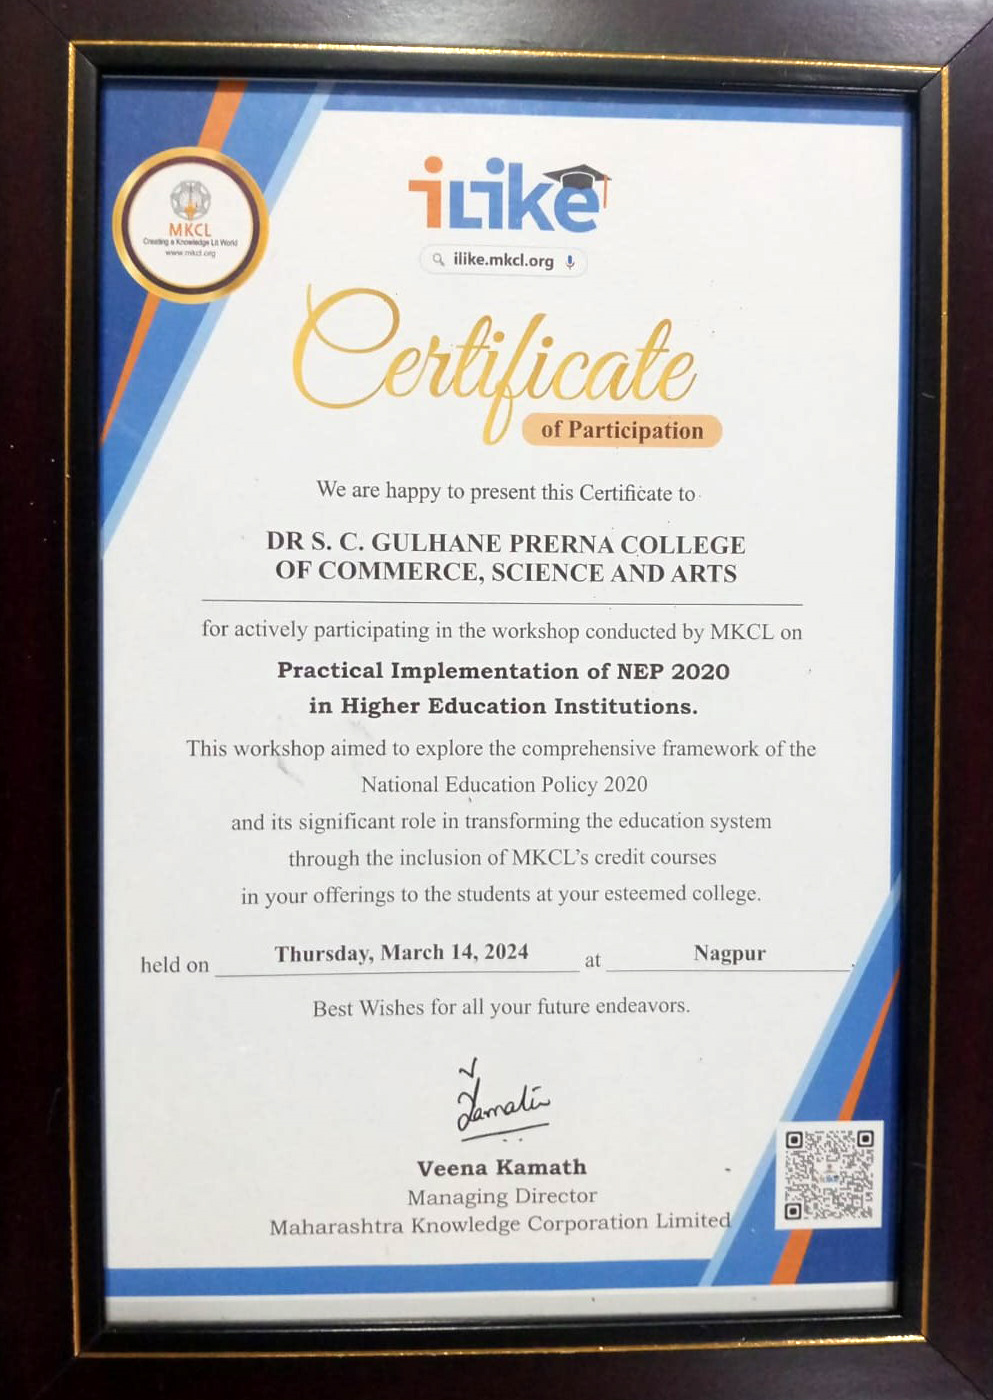 MKCL
Creating a Knowledge Lit World
www.mkcl.org
iLike
ilike.mkcl.org
Certificate
of Participation
We are happy to present this Certificate to
DR S. C. GULHANE PRERNA COLLEGE
OF COMMERCE, SCIENCE AND ARTS
for actively participating in the workshop conducted by MKCL on
Practical Implementation of NEP 2020
in Higher Education Institutions.
This workshop aimed to explore the comprehensive framework of the
National Education Policy 2020
and its significant role in transforming the education system
through the inclusion of MKCL's credit courses
in your offerings to the students at your esteemed college.
held on Thursday, March 14, 2024 at Nagpur.
Best Wishes for all your future endeavors.
Veena Kamath
Managing Director
Maharashtra Knowledge Corporation Limited